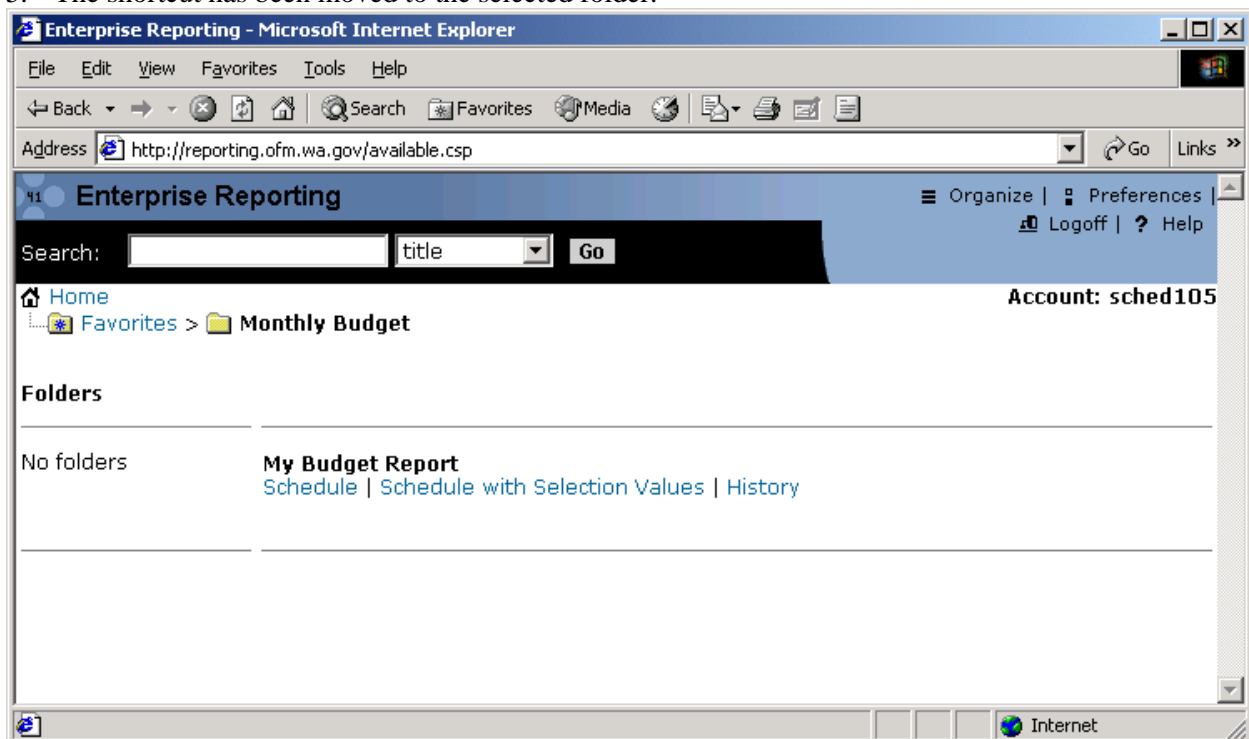 The shortcut has been moved to the selected folder.
Enterprise Reporting - Microsoft Internet Explorer
File Edit View Favorites Tools Help
Back Search Favorites Media
Address http://reporting.ofm.wa.gov/available.csp Go Links »
Enterprise Reporting Organize | Preferences |
Logoff | ? Help
Search: title Go
Home Account: sched105
Favorites > Monthly Budget
Folders
No folders My Budget Report
Schedule | Schedule with Selection Values | History
Internet